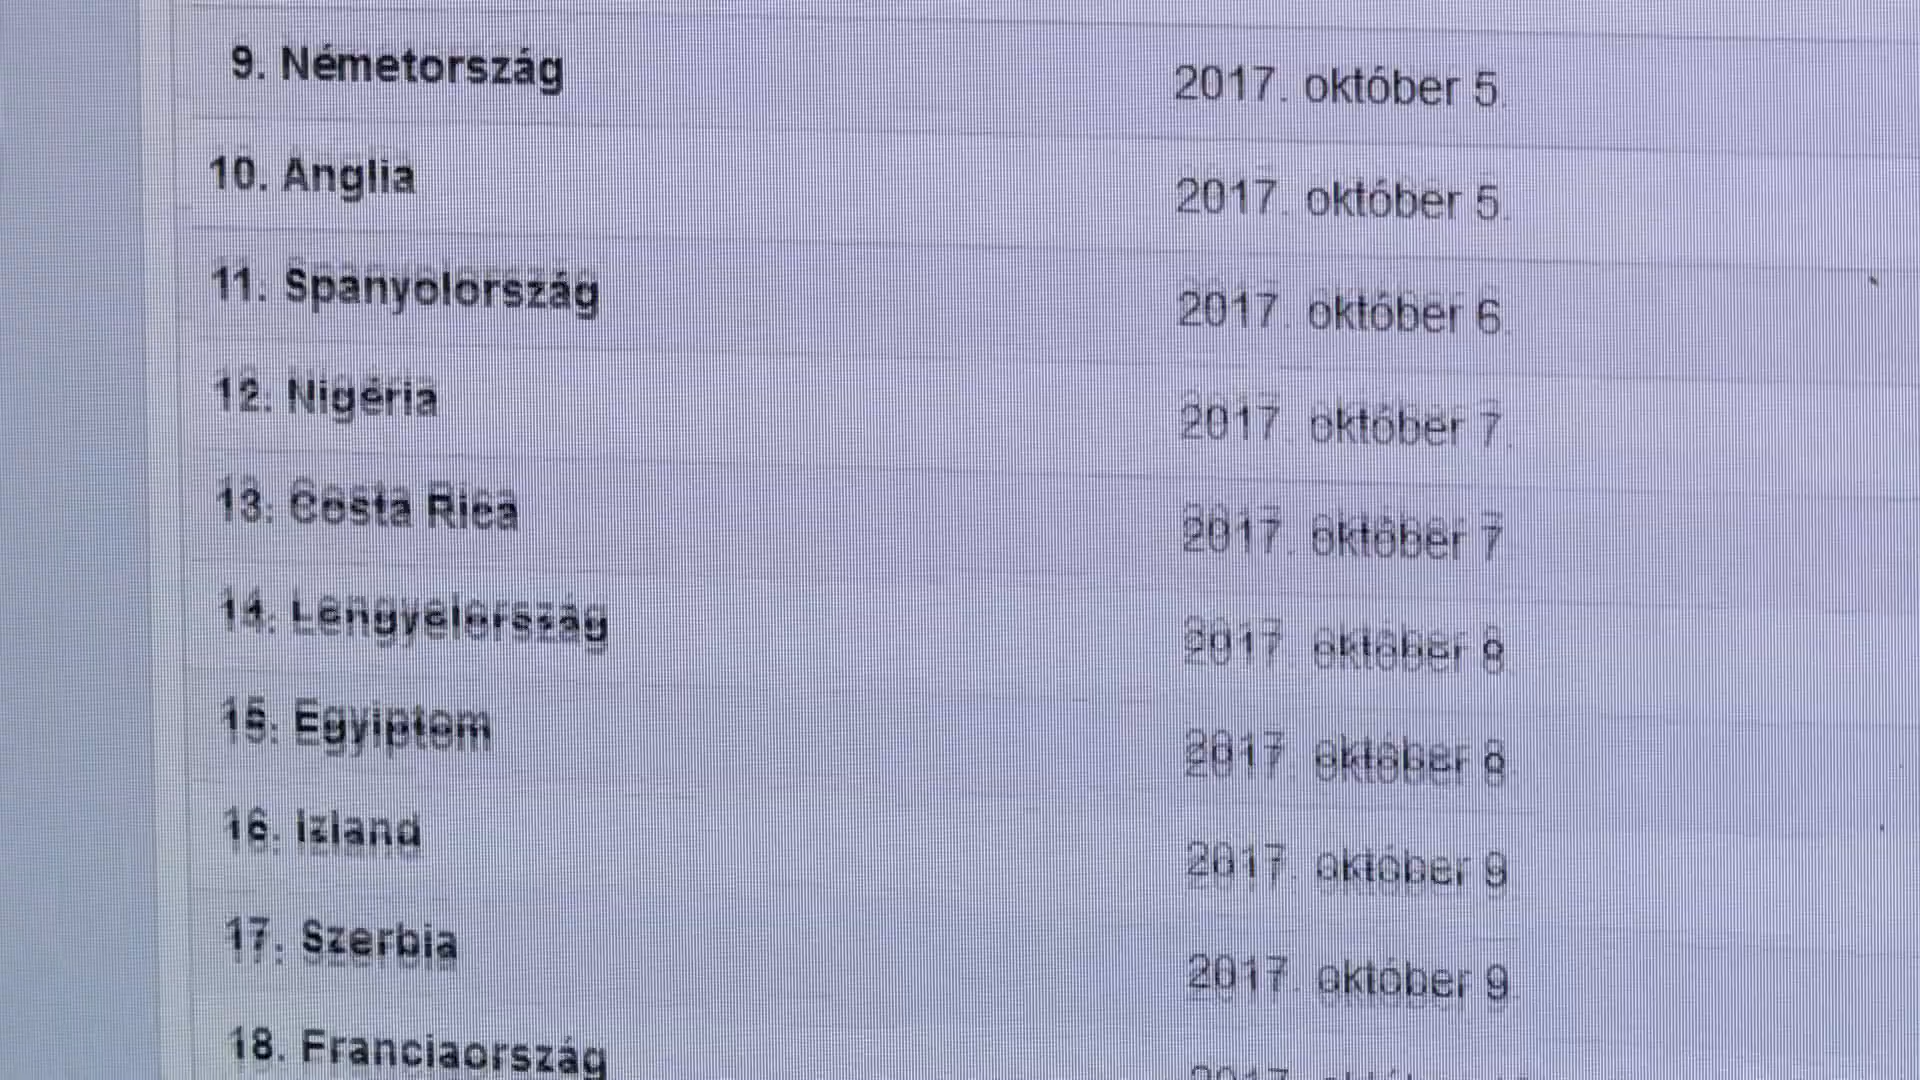 9. Németország 2017. október 5.
10. Anglia 2017. október 5.
11. Spanyolország 2017. október 6.
12. Nigéria 2017. október 7.
13. Costa Rica 2017. október 7.
14. Lengyelország 2017. október 8
15. Egyiptom 2017. október 8
16. Izland 2017. október 9
17. Szerbia 2017. október 9
18. Franciaország